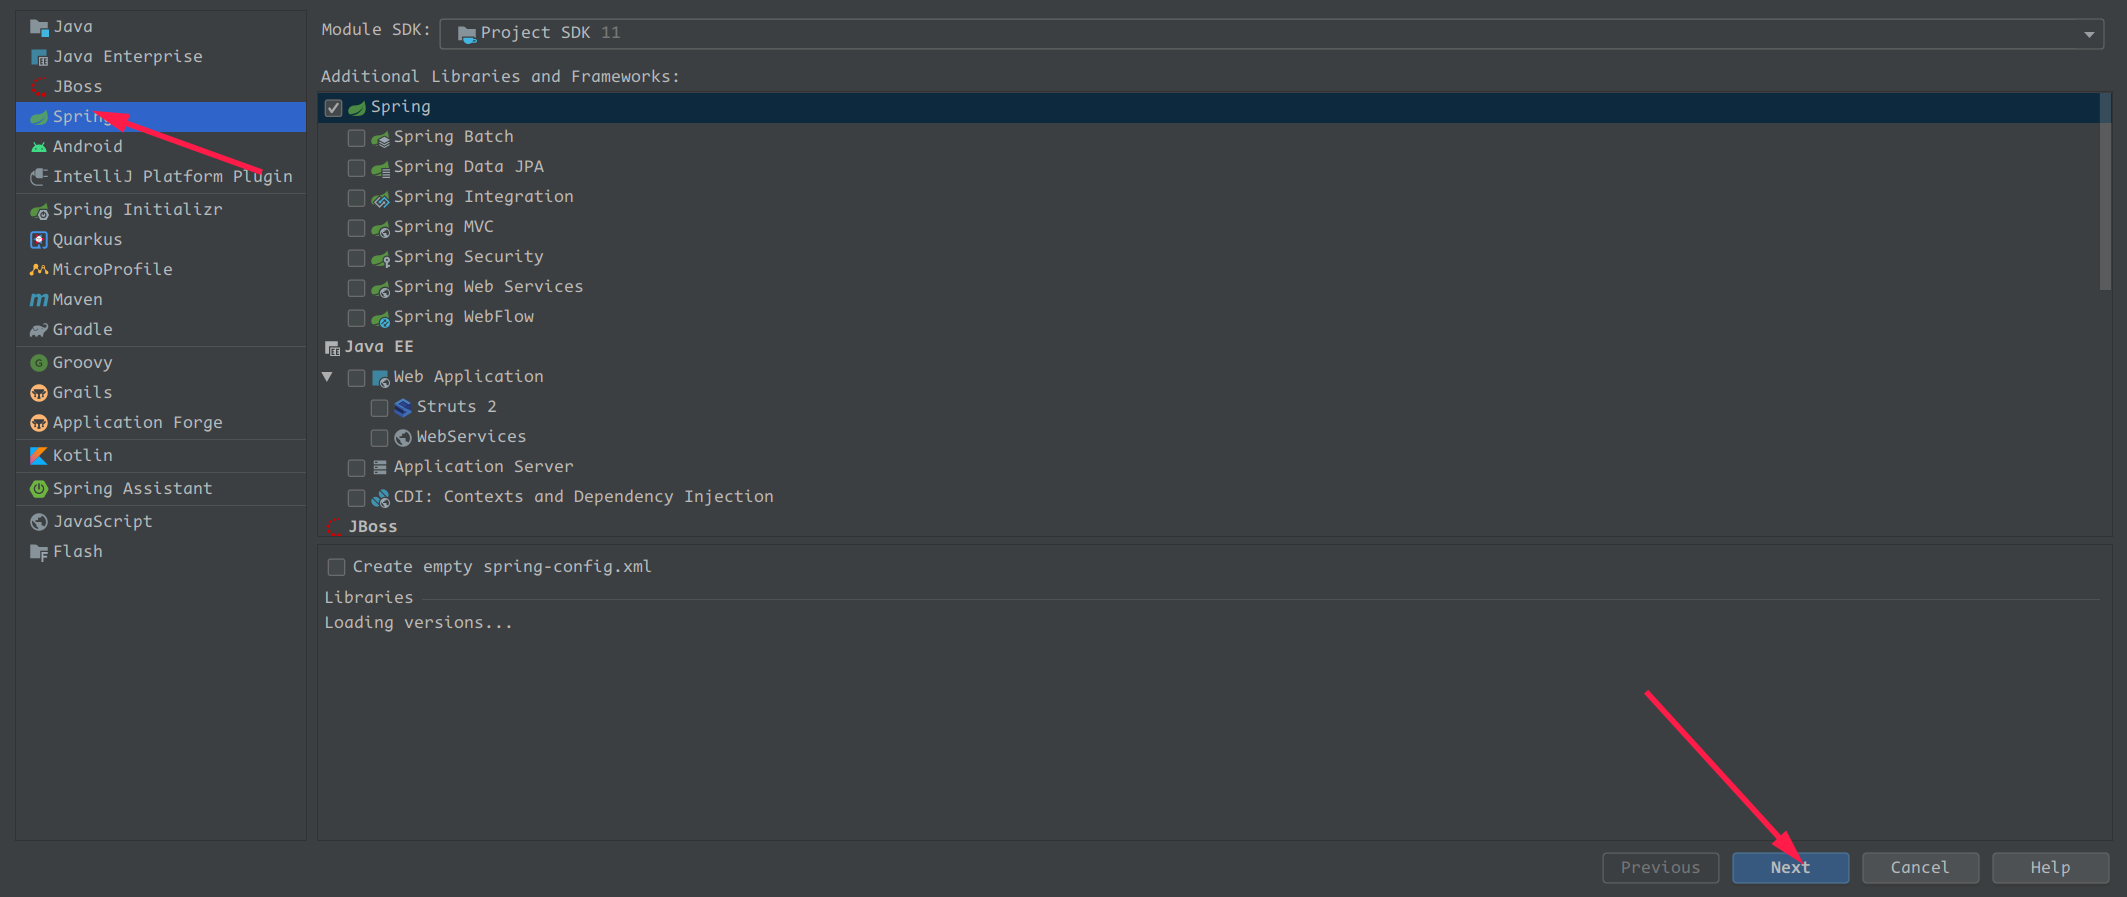 Java
Java Enterprise
JBoss
Spring
Android
IntelliJ Platform Plugin
Spring Initializr
Quarkus
MicroProfile
Maven
Gradle
Groovy
Grails
Application Forge
Kotlin
Spring Assistant
JavaScript
Flash
Module SDK: Project SDK 11
Additional Libraries and Frameworks:
Spring
Spring Batch
Spring Data JPA
Spring Integration
Spring MVC
Spring Security
Spring Web Services
Spring WebFlow
Java EE
Web Application
Struts 2
WebServices
Application Server
CDI: Contexts and Dependency Injection
JBoss
Create empty spring-config.xml
Libraries
Loading versions...
Previous Next Cancel Help